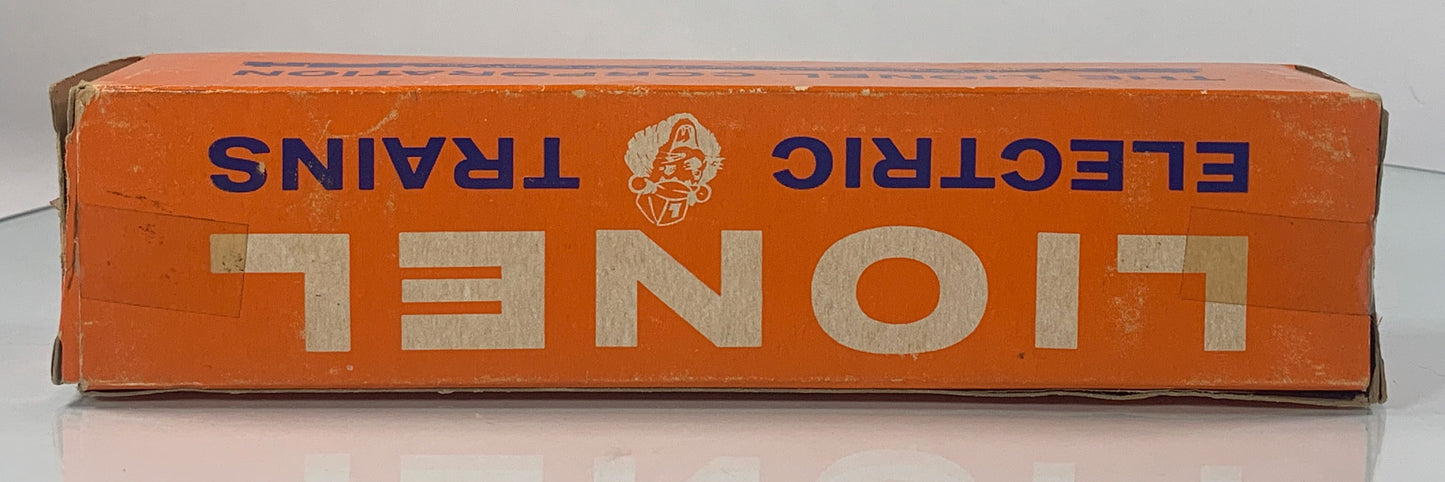 LIONEL
ELECTRIC TRAINS
THE LIONEL CORPORATION